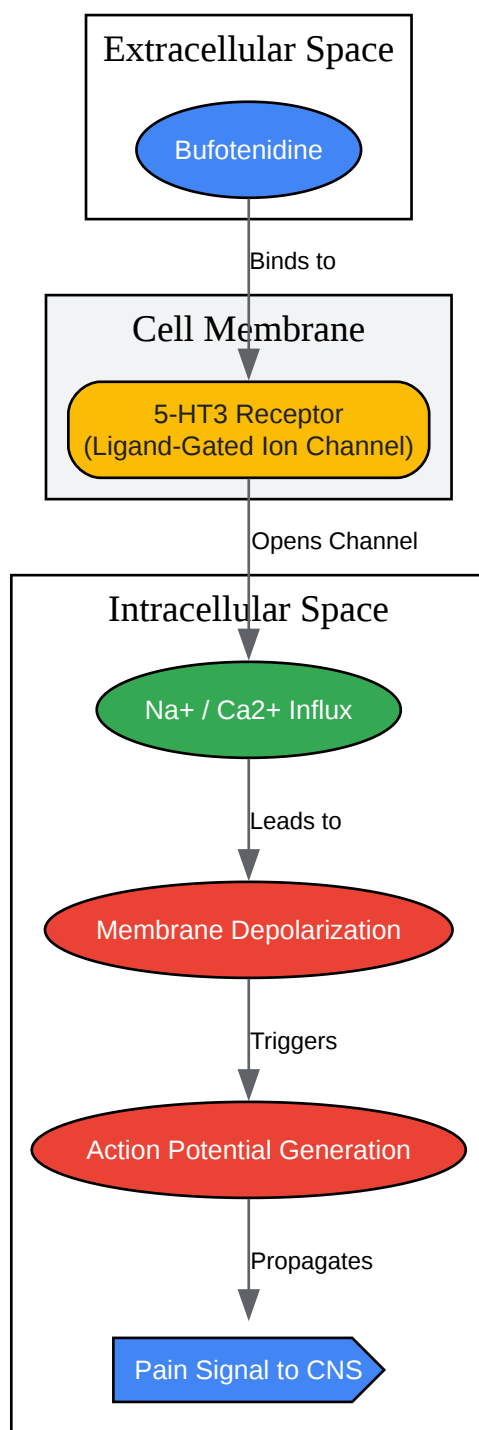 Extracellular Space
Bufotenidine
Binds to
Cell Membrane
5-HT3 Receptor
(Ligand-Gated Ion Channel)
Opens Channel
Intracellular Space
Na+ / Ca2+ Influx
Leads to
Membrane Depolarization
Triggers
Action Potential Generation
Propagates
Pain Signal to CNS